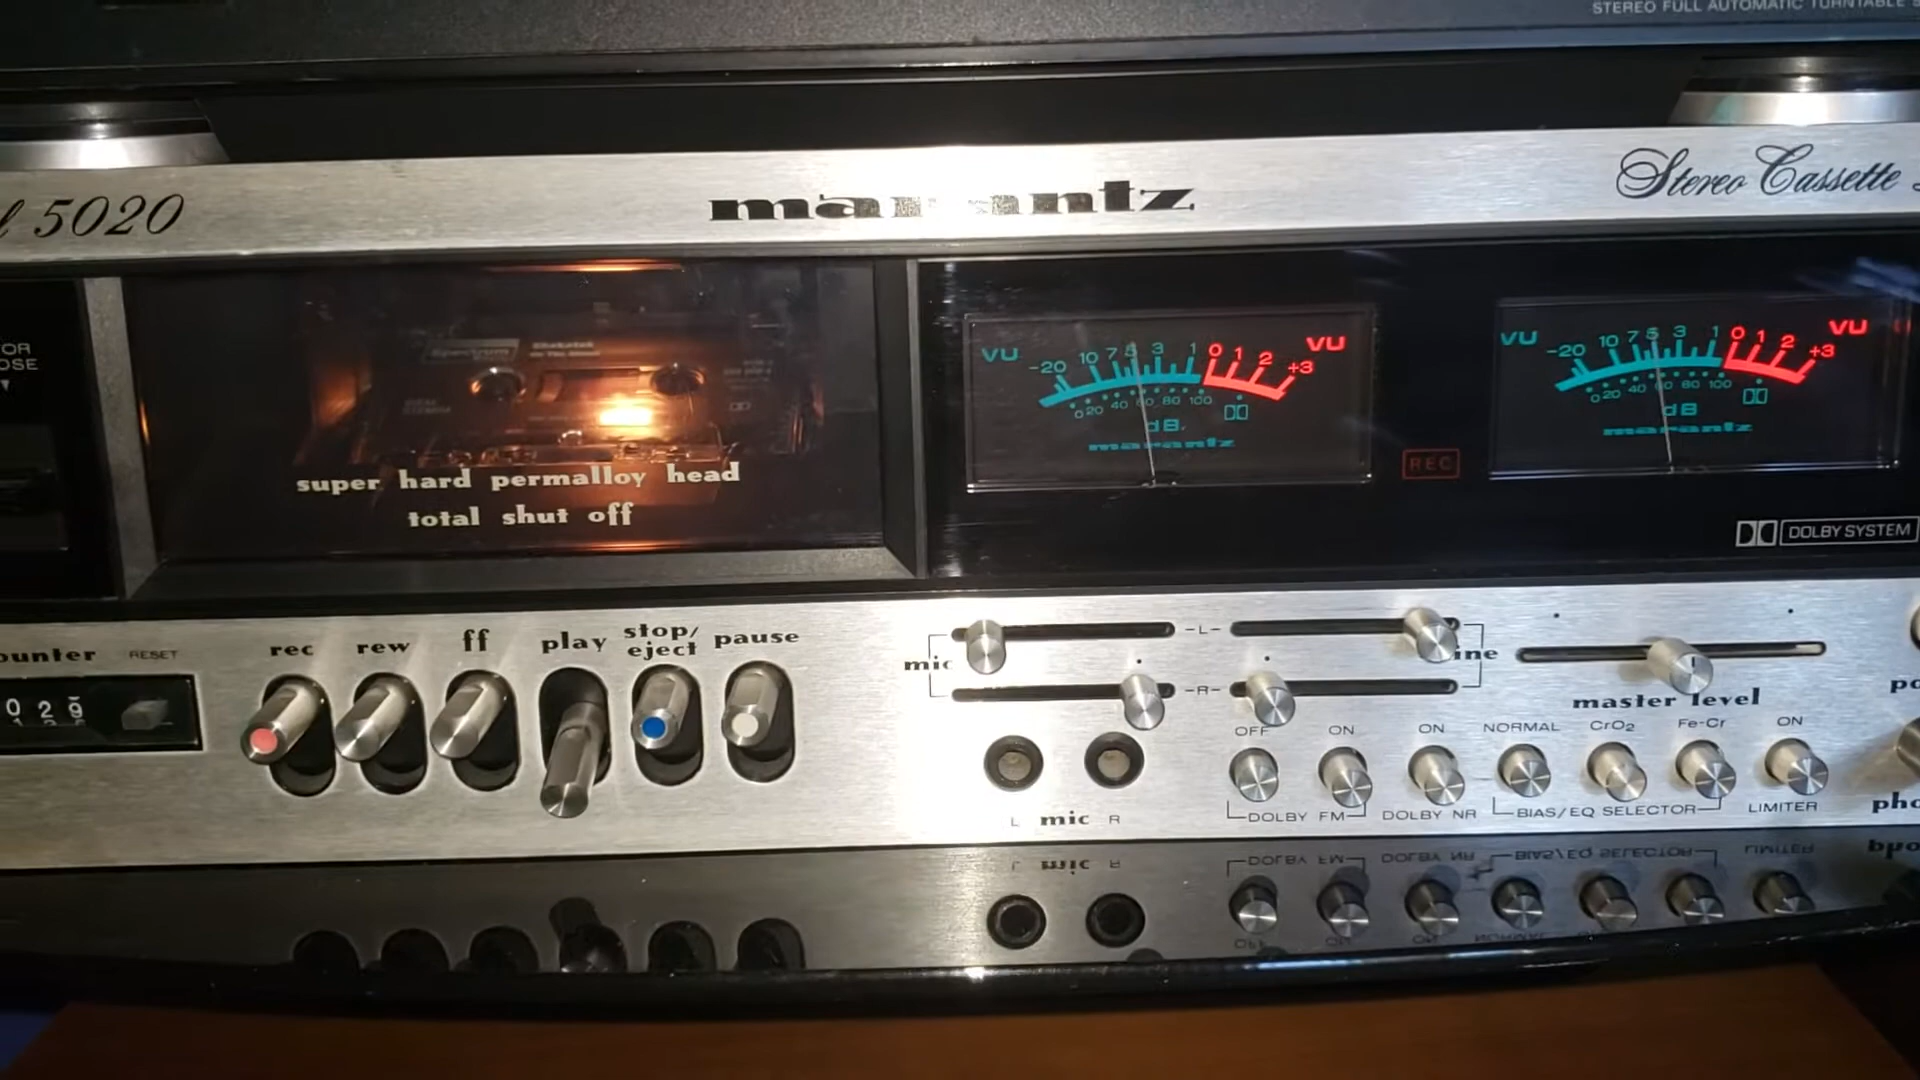 STEREO FULL AUTOMATIC TURNTABLE
5020
marantz
Stereo Cassette
VU -20 10 7 5 3 1 0 1 2 +3 VU
0 20 40 60 80 100
dB
marantz
REC
VU -20 10 7 5 3 1 0 1 2 +3 VU
0 20 40 60 80 100
dB
marantz
DOLBY SYSTEM
Spectrum
super hard permalloy head
total shut off
RESET
0 2 9
rec
rew
ff
play
stop/
eject
pause
mic
L
R
master level
L mic R
OFF
ON
DOLBY FM
ON
DOLBY NR
NORMAL
CrO2
Fe-Cr
BIAS/EQ SELECTOR
ON
LIMITER